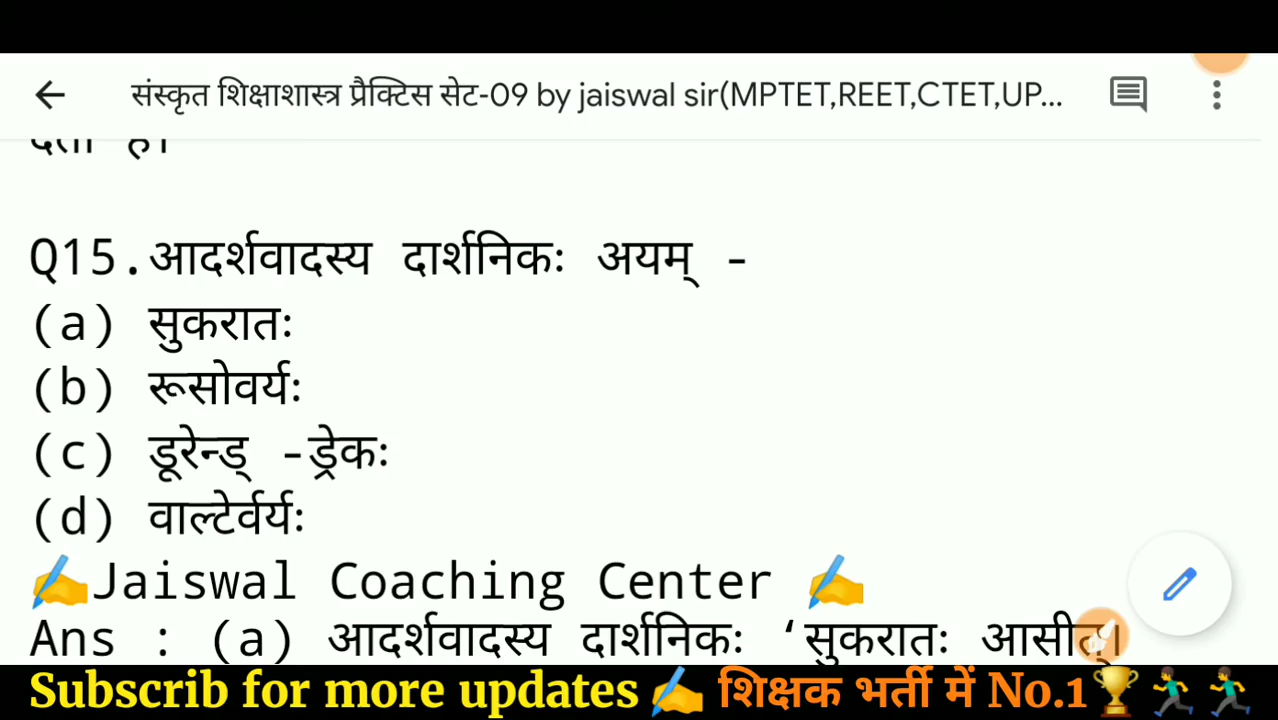 संस्कृत शिक्षाशास्त्र प्रैक्टिस सेट-09 by jaiswal sir(MPTET,REET,CTET,UP...
Q15.आदर्शवादस्य दार्शनिकः अयम् -
(a) सुकरातः
(b) रूसोवर्यः
(c) डूरेन्ड् -ड्रेकः
(d) वाल्टेर्वर्यः
✍Jaiswal Coaching Center ✍
Ans : (a) आदर्शवादस्य दार्शनिकः ‘सुकरातः आसीत्।
Subscrib for more updates✍ शिक्षक भर्ती में No.1🏆🏃‍♂️🏃‍♂️